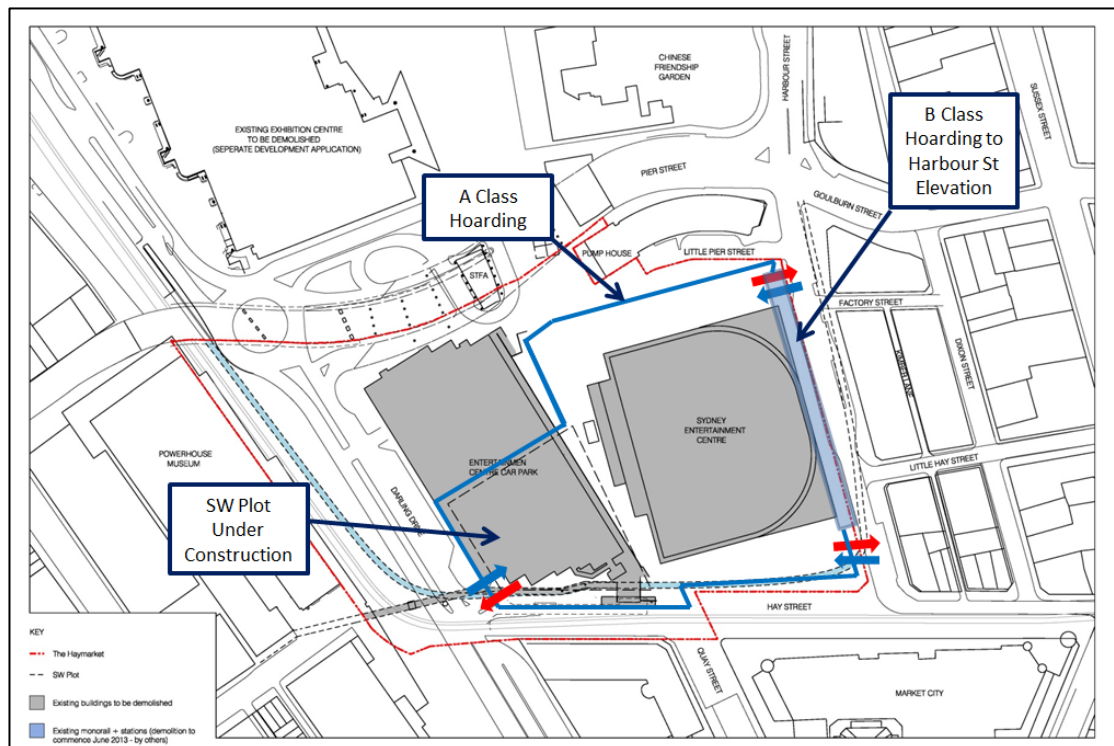 CHINESE
FRIENDSHIP
GARDEN
HARBOUR STREET
SUSSEX STREET
EXISTING EXHIBITION CENTRE
TO BE DEMOLISHED
(SEPERATE DEVELOPMENT APPLICATION)
B Class
Hoarding to
Harbour St
Elevation
A Class
Hoarding
PIER STREET
GOULBURN STREET
PUMP HOUSE
LITTLE PIER STREET
STFA
FACTORY STREET
KIMBER LANE
DIXON STREET
SYDNEY
ENTERTAINMENT
CENTRE
POWERHOUSE
MUSEUM
ENTERTAINMEN
CENTRE CAR PARK
LITTLE HAY STREET
DARLING DRIVE
SW Plot
Under
Construction
HAY STREET
QUAY STREET
MARKET CITY
KEY
The Haymarket
SW Plot
Existing buildings to be demolished
Existing monorail + stations (demolition to
commence June 2013 - by others)